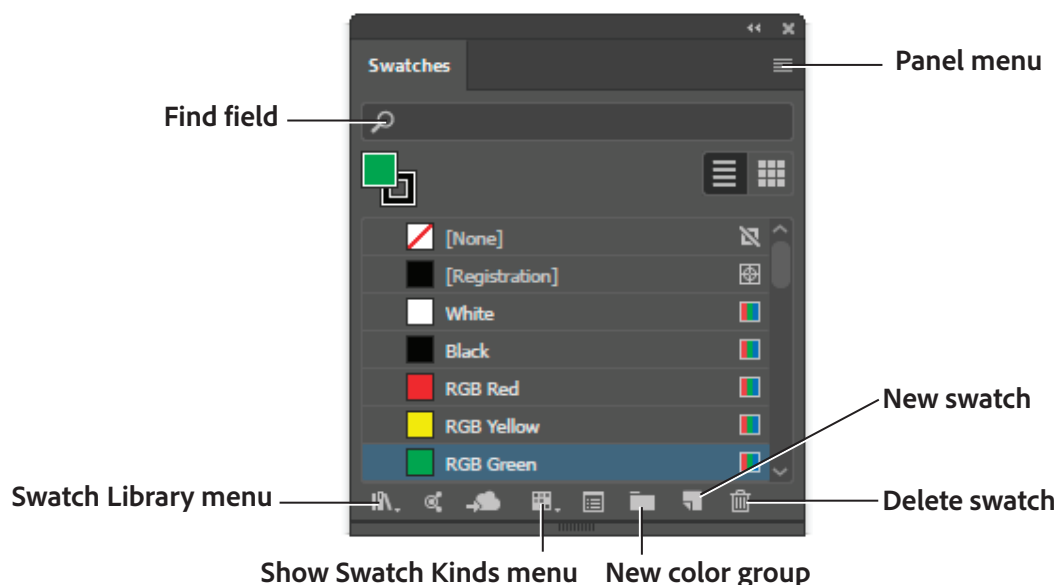 Swatches
Panel menu
Find field
[None]
[Registration]
White
Black
RGB Red
New swatch
RGB Yellow
RGB Green
Swatch Library menu
Delete swatch
Show Swatch Kinds menu
New color group